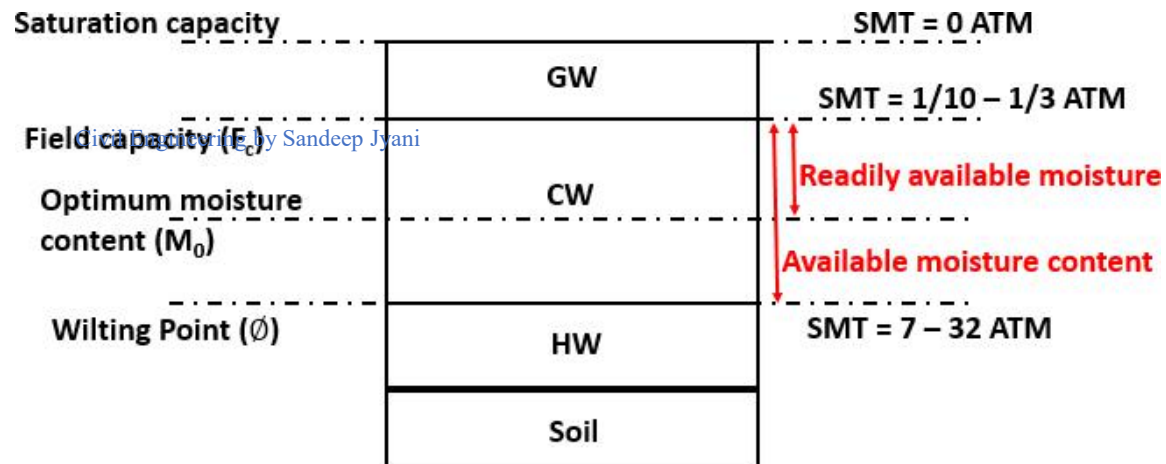 Saturation capacity
SMT = 0 ATM
GW
SMT = 1/10 – 1/3 ATM
Field capacity (F_c)
Civil Engineering by Sandeep Jyani
Readily available moisture
Optimum moisture
content (M₀)
CW
Available moisture content
Wilting Point (∅)
SMT = 7 – 32 ATM
HW
Soil